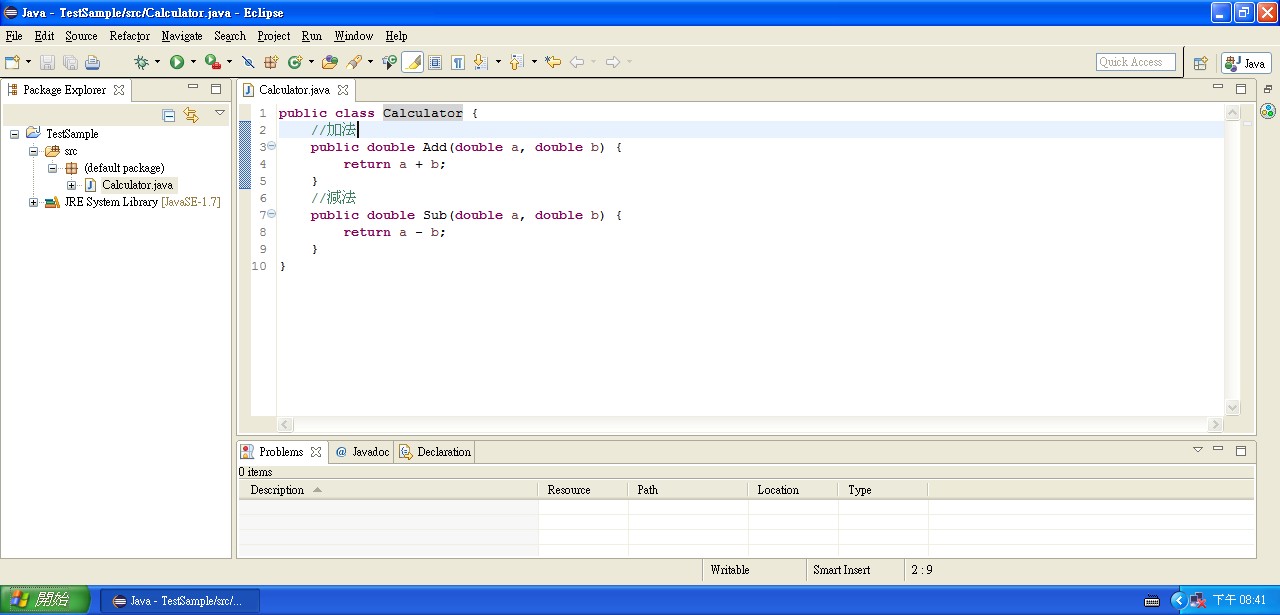 Java - TestSample/src/Calculator.java - Eclipse
File Edit Source Refactor Navigate Search Project Run Window Help
Quick Access
Java
Package Explorer
TestSample
src
(default package)
Calculator.java
JRE System Library [JavaSE-1.7]
Calculator.java
1 public class Calculator {
2 //加法
3 public double Add(double a, double b) {
4 return a + b;
5 }
6 //減法
7 public double Sub(double a, double b) {
8 return a - b;
9 }
10 }
Problems @ Javadoc Declaration
0 items
Description Resource Path Location Type
Writable Smart Insert 2 : 9
開始 Java - TestSample/src/... 下午 08:41